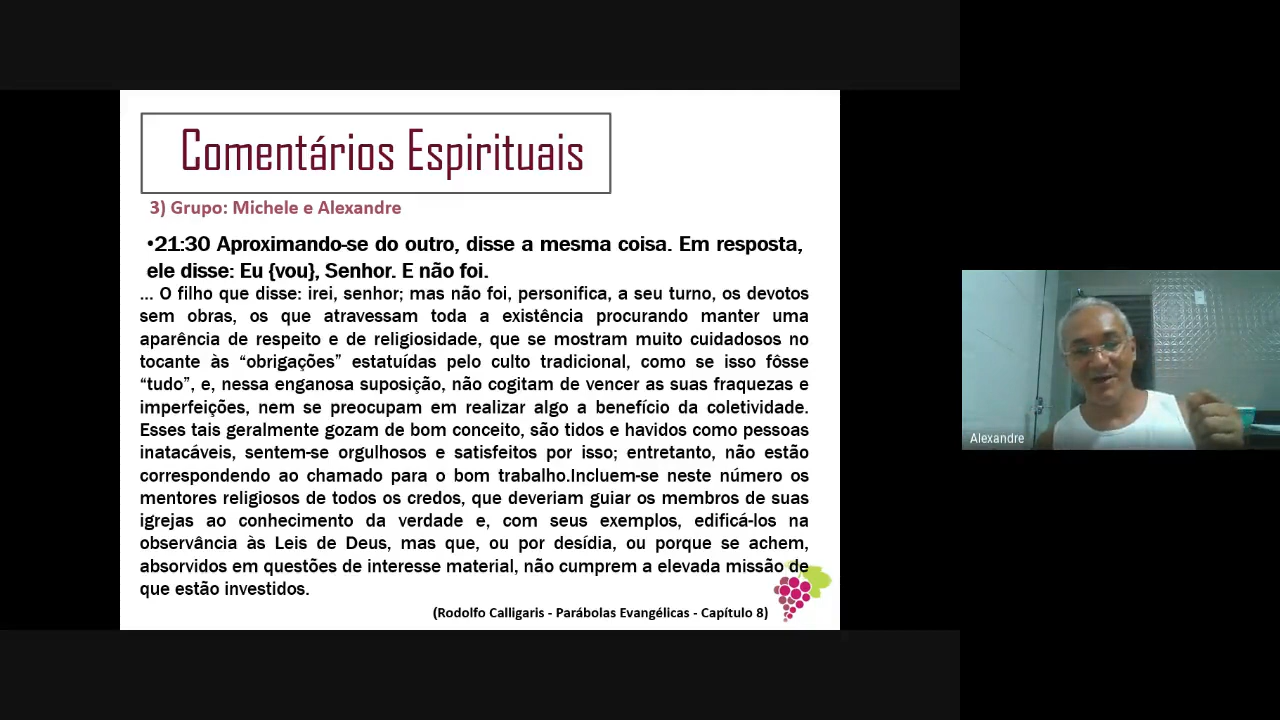 Comentários Espirituais
3) Grupo: Michele e Alexandre
•21:30 Aproximando-se do outro, disse a mesma coisa. Em resposta,
ele disse: Eu {vou}, Senhor. E não foi.
... O filho que disse: irei, senhor; mas não foi, personifica, a seu turno, os devotos
sem obras, os que atravessam toda a existência procurando manter uma
aparência de respeito e de religiosidade, que se mostram muito cuidadosos no
tocante às “obrigações” estatuídas pelo culto tradicional, como se isso fôsse
“tudo”, e, nessa enganosa suposição, não cogitam de vencer as suas fraquezas e
imperfeições, nem se preocupam em realizar algo a benefício da coletividade.
Esses tais geralmente gozam de bom conceito, são tidos e havidos como pessoas
inatacáveis, sentem-se orgulhosos e satisfeitos por isso; entretanto, não estão
correspondendo ao chamado para o bom trabalho.Incluem-se neste número os
mentores religiosos de todos os credos, que deveriam guiar os membros de suas
igrejas ao conhecimento da verdade e, com seus exemplos, edificá-los na
observância às Leis de Deus, mas que, ou por desídia, ou porque se achem,
absorvidos em questões de interesse material, não cumprem a elevada missão de
que estão investidos.
(Rodolfo Calligaris - Parábolas Evangélicas - Capítulo 8)
Alexandre